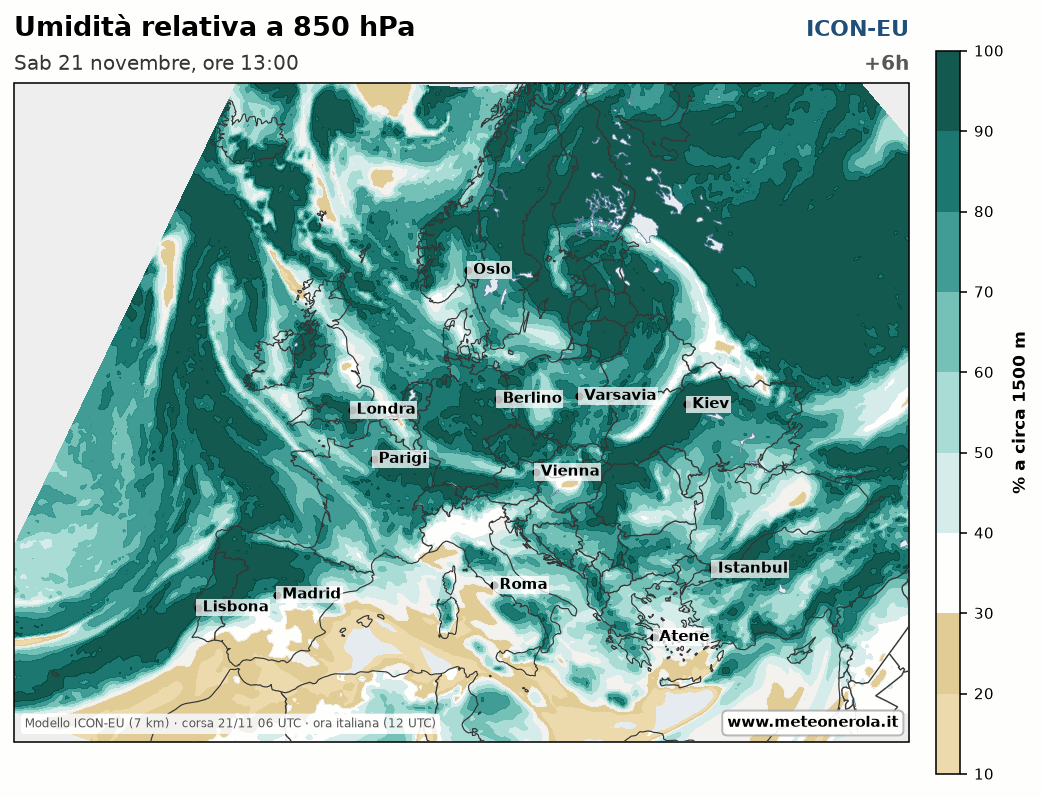 Umidità relativa a 850 hPa
ICON-EU
Sab 21 novembre, ore 13:00
+6h
100
90
80
70
60
50
40
30
20
10
% a circa 1500 m
Oslo
Berlino
Varsavia
Kiev
Londra
Parigi
Vienna
Istanbul
Roma
Madrid
Lisbona
Atene
Modello ICON-EU (7 km) · corsa 21/11 06 UTC · ora italiana (12 UTC)
www.meteonerola.it